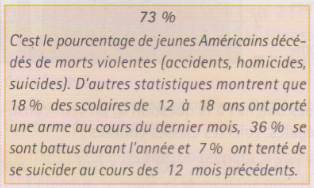 73 %
C'est le pourcentage de jeunes Américains décé-
dés de morts violentes (accidents, homicides,
suicides). D'autres statistiques montrent que
18 % des scolaires de 12 à 18 ans ont porté
une arme au cours du dernier mois, 36 % se
sont battus durant l'année et 7 % ont tenté de
se suicider au cours des 12 mois précédents.